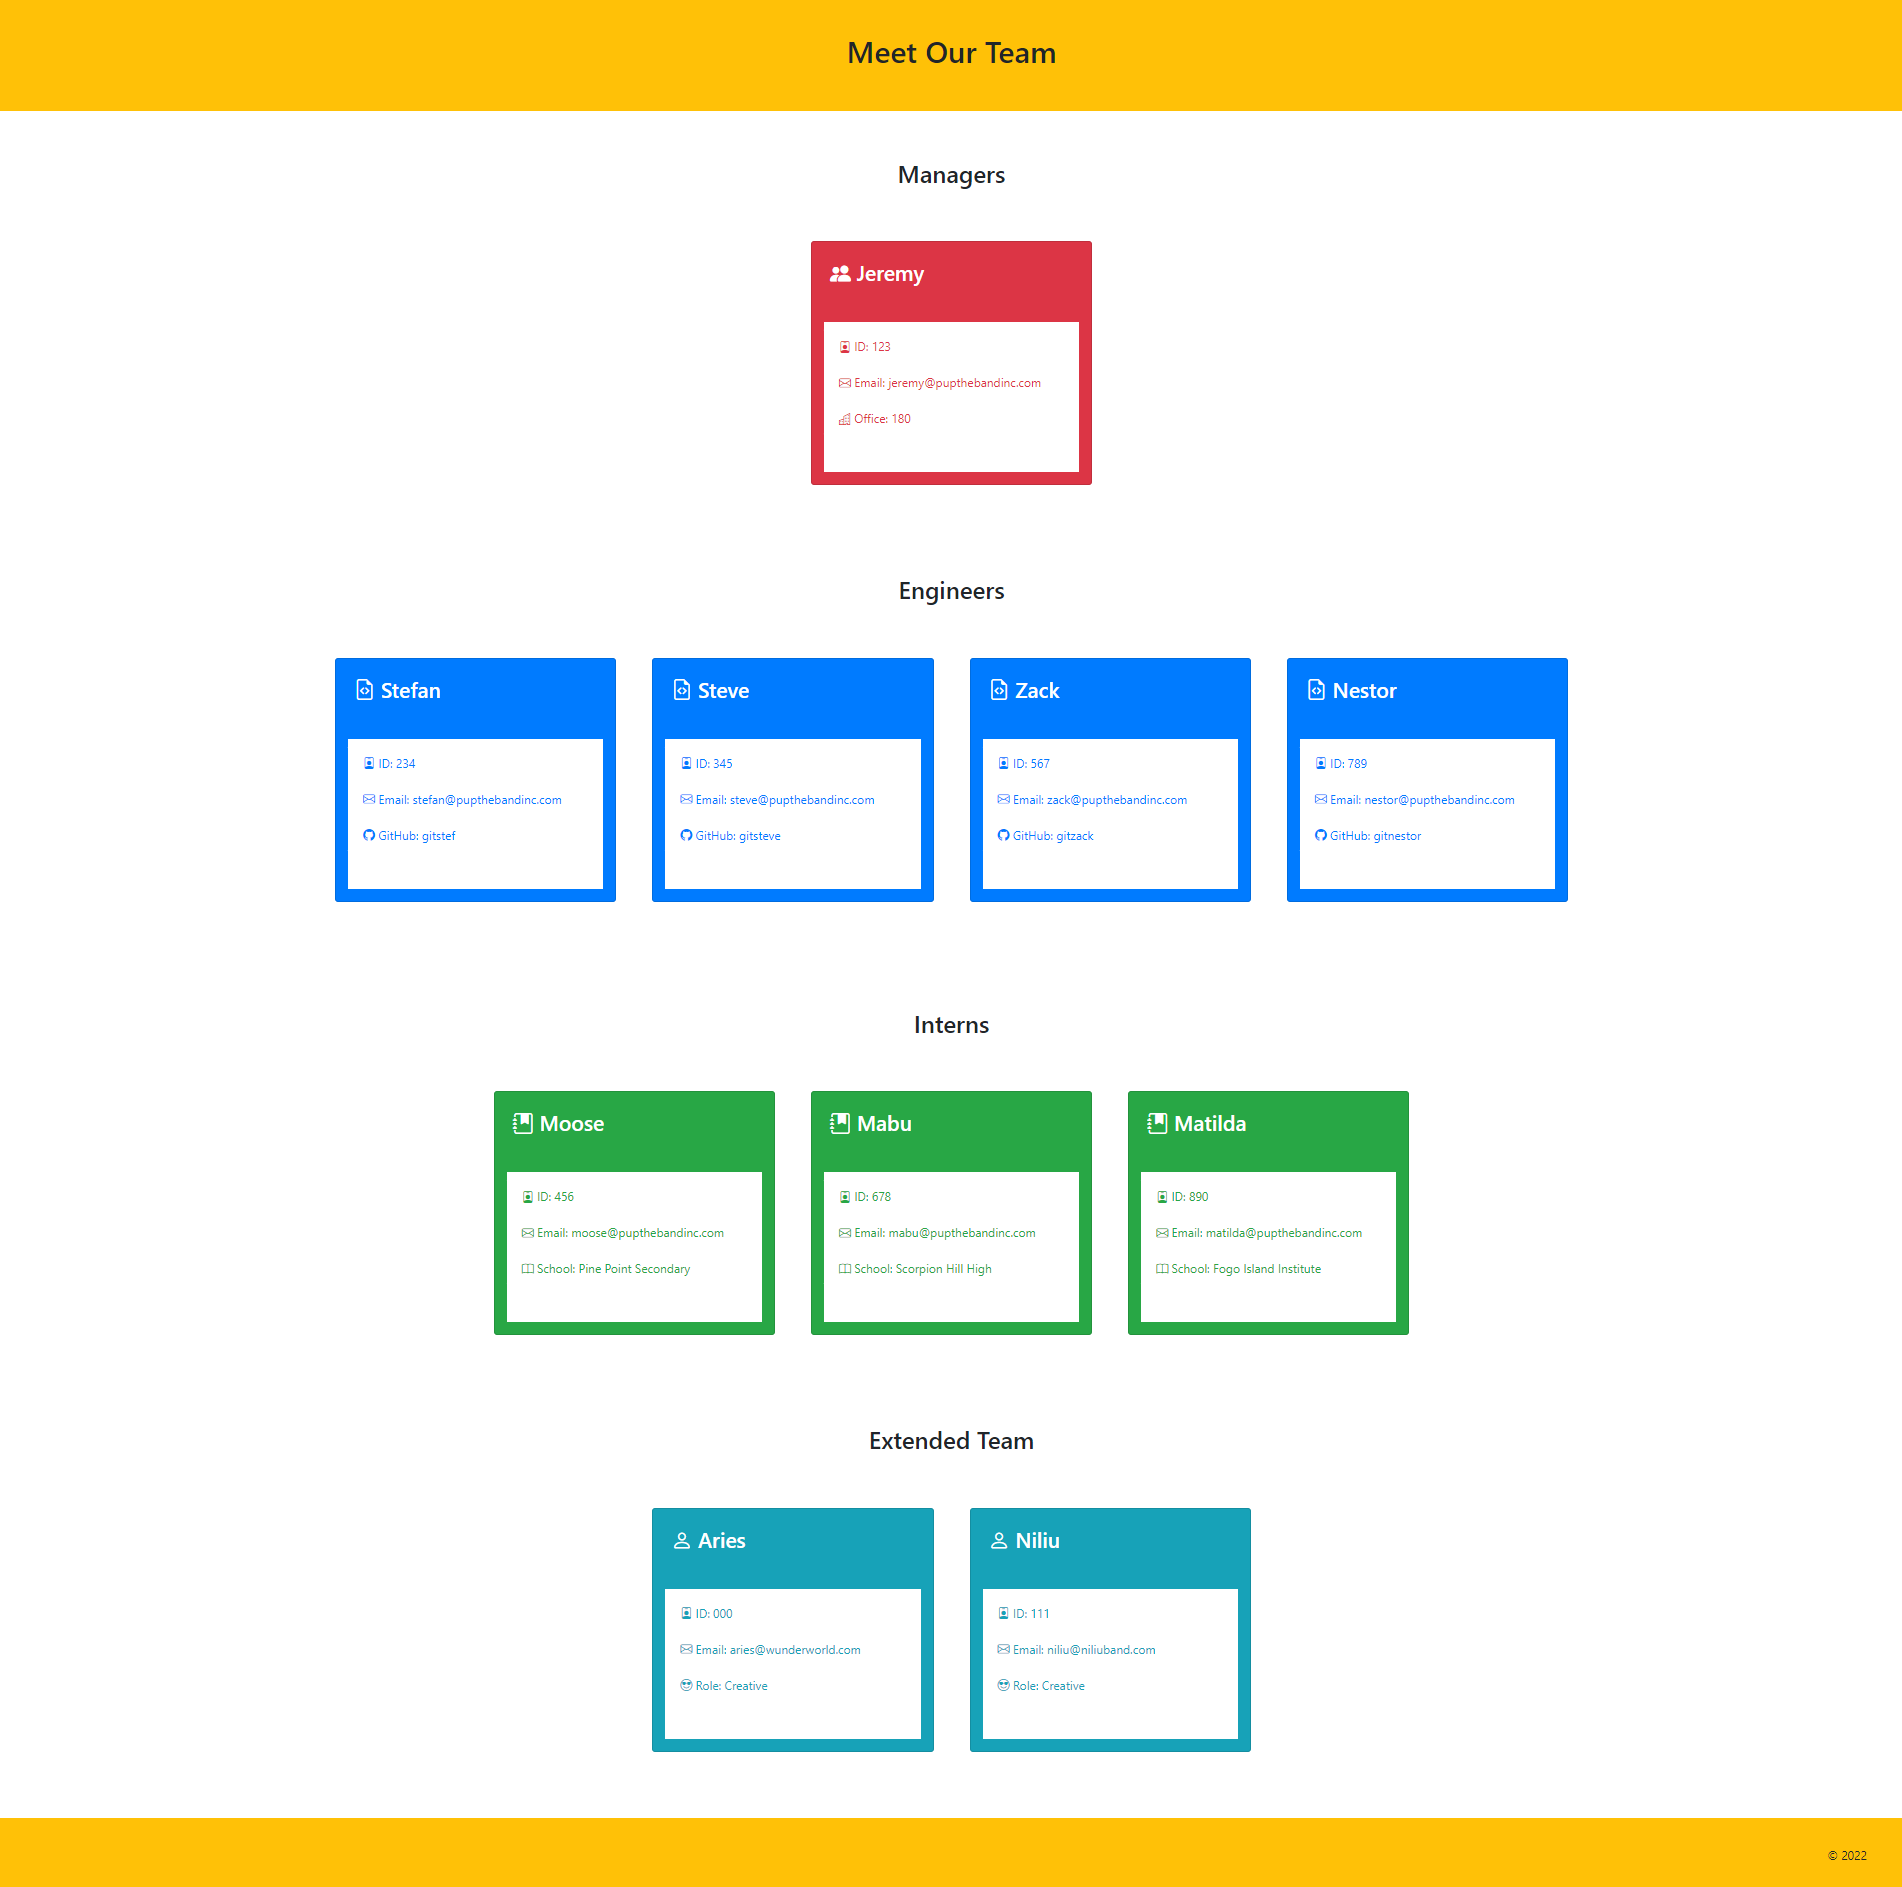 Meet Our Team
Managers
Jeremy
ID: 123
Email: jeremy@pupthebandinc.com
Office: 180
Engineers
Stefan
ID: 234
Email: stefan@pupthebandinc.com
GitHub: gitstef
Steve
ID: 345
Email: steve@pupthebandinc.com
GitHub: gitsteve
Zack
ID: 567
Email: zack@pupthebandinc.com
GitHub: gitzack
Nestor
ID: 789
Email: nestor@pupthebandinc.com
GitHub: gitnestor
Interns
Moose
ID: 456
Email: moose@pupthebandinc.com
School: Pine Point Secondary
Mabu
ID: 678
Email: mabu@pupthebandinc.com
School: Scorpion Hill High
Matilda
ID: 890
Email: matilda@pupthebandinc.com
School: Fogo Island Institute
Extended Team
Aries
ID: 000
Email: aries@wunderworld.com
Role: Creative
Niliu
ID: 111
Email: niliu@niliuband.com
Role: Creative
© 2022